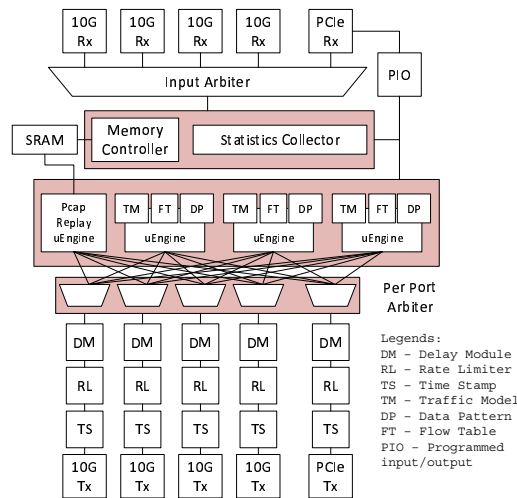 10G Rx
10G Rx
10G Rx
10G Rx
PCIe Rx
Input Arbiter
PIO
SRAM
Memory Controller
Statistics Collector
Pcap Replay uEngine
TM FT DP
uEngine
TM FT DP
uEngine
TM FT DP
uEngine
Per Port Arbiter
DM DM DM DM DM
RL RL RL RL RL
TS TS TS TS TS
10G Tx
10G Tx
10G Tx
10G Tx
PCIe Tx
Legends:
DM - Delay Module
RL - Rate Limiter
TS - Time Stamp
TM - Traffic Model
DP - Data Pattern
FT - Flow Table
PIO - Programmed
input/output